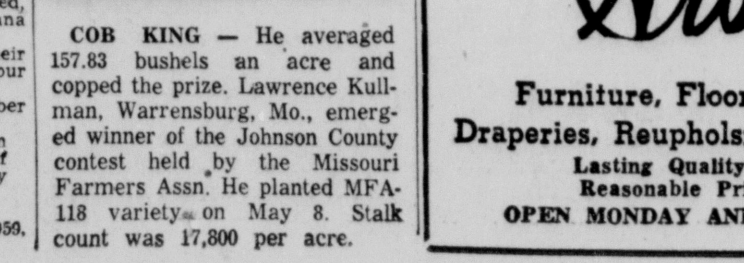 COB KING — He averaged
157.83 bushels an acre and
copped the prize. Lawrence Kull-
man, Warrensburg, Mo., emerg-
ed winner of the Johnson County
contest held by the Missouri
Farmers Assn. He planted MFA-
118 variety on May 8. Stalk
count was 17,800 per acre.
Furniture, Floor
Draperies, Reuphols
Lasting Quality
Reasonable Pri
OPEN MONDAY AN